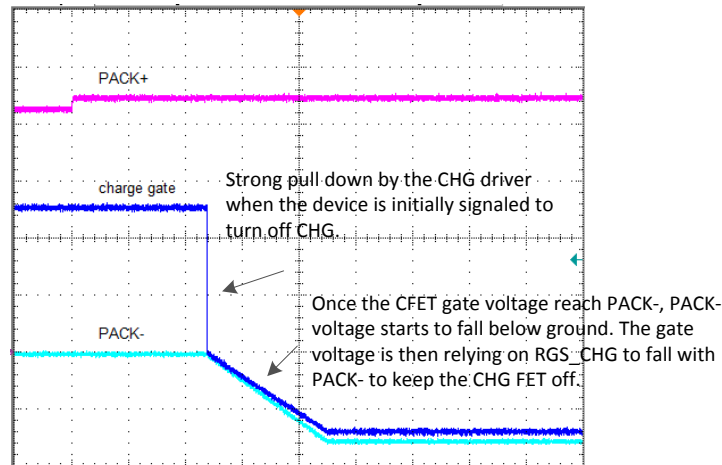 PACK+
charge gate
Strong pull down by the CHG driver
when the device is initially signaled to
turn off CHG.
Once the CFET gate voltage reach PACK-, PACK-
voltage starts to fall below ground. The gate
voltage is then relying on RGS_CHG to fall with
PACK- to keep the CHG FET off.
PACK-